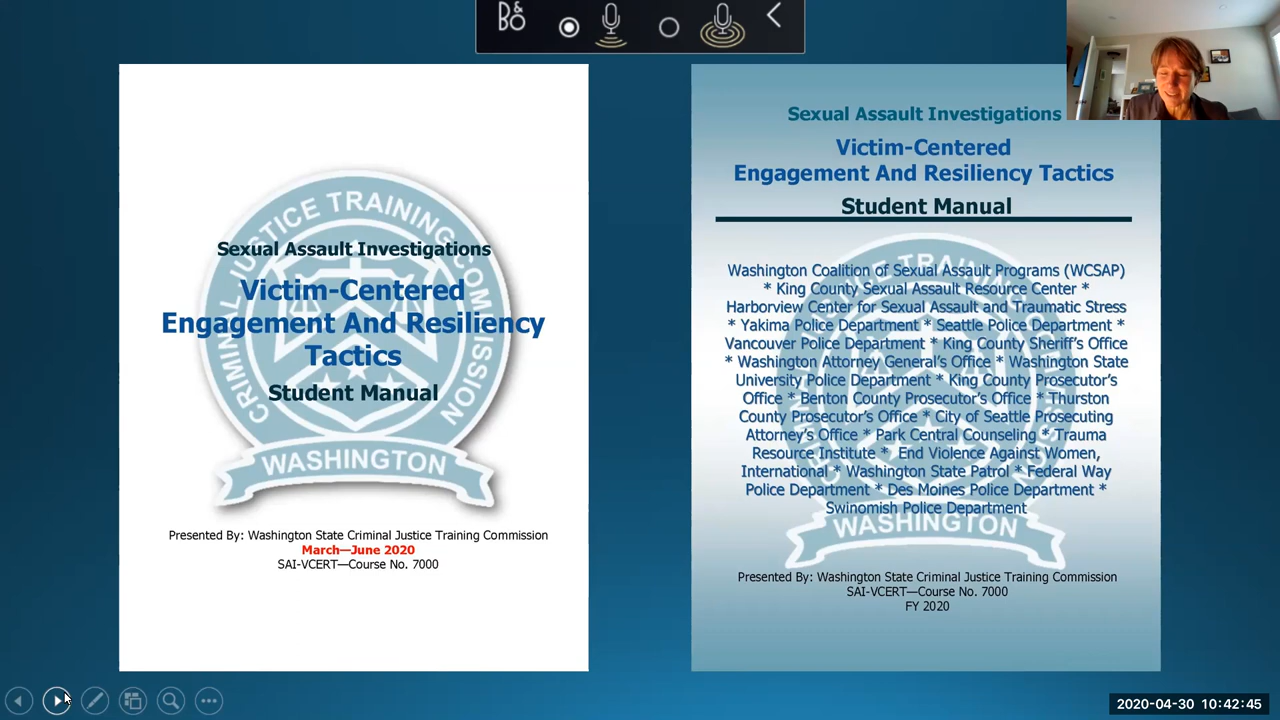 B&O
CRIMINAL JUSTICE TRAINING COMMISSION
Sexual Assault Investigations
Victim-Centered
Engagement And Resiliency
Tactics
Student Manual
WASHINGTON
Presented By: Washington State Criminal Justice Training Commission
March—June 2020
SAI-VCERT—Course No. 7000
Sexual Assault Investigations
Victim-Centered
Engagement And Resiliency Tactics
Student Manual
Washington Coalition of Sexual Assault Programs (WCSAP)
* King County Sexual Assault Resource Center *
Harborview Center for Sexual Assault and Traumatic Stress
* Yakima Police Department * Seattle Police Department *
Vancouver Police Department * King County Sheriff's Office
* Washington Attorney General's Office * Washington State
University Police Department * King County Prosecutor's
Office * Benton County Prosecutor's Office * Thurston
County Prosecutor's Office * City of Seattle Prosecuting
Attorney's Office * Park Central Counseling * Trauma
Resource Institute * End Violence Against Women,
International * Washington State Patrol * Federal Way
Police Department * Des Moines Police Department *
Swinomish Police Department
WASHINGTON
Presented By: Washington State Criminal Justice Training Commission
SAI-VCERT—Course No. 7000
FY 2020
2020-04-30 10:42:45